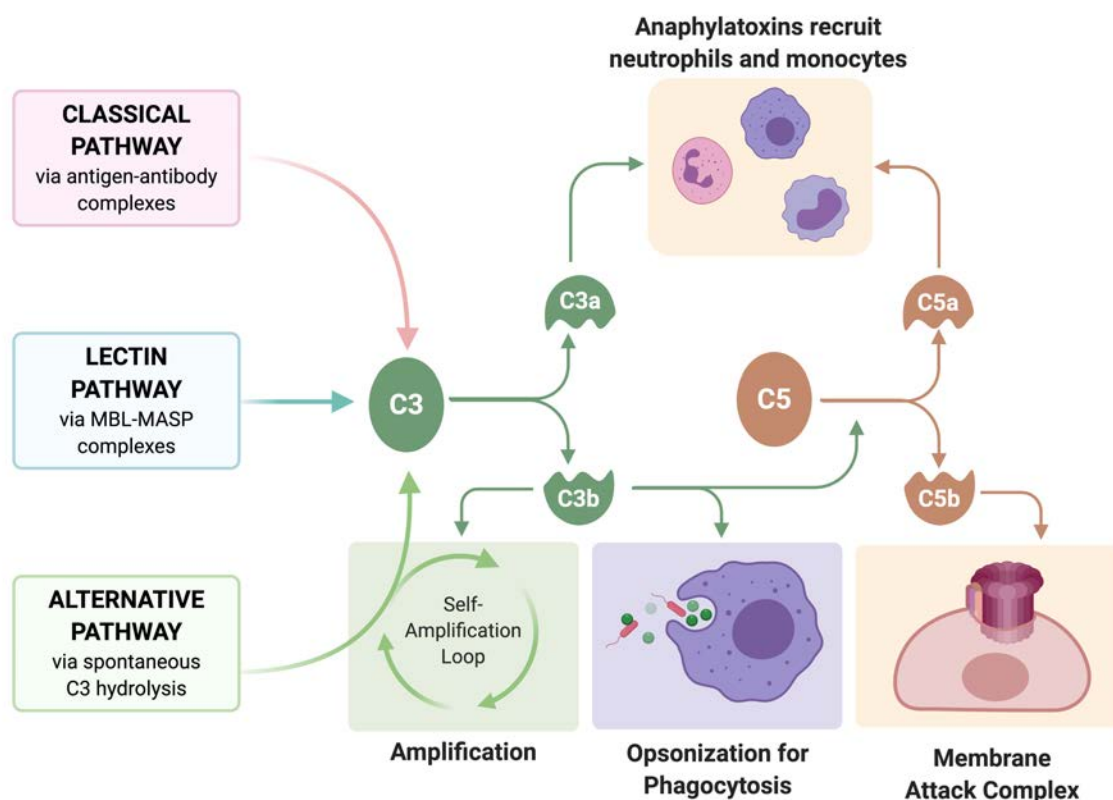 Anaphylatoxins recruit
neutrophils and monocytes
CLASSICAL
PATHWAY
via antigen-antibody
complexes
C3a
C5a
LECTIN
PATHWAY
via MBL-MASP
complexes
C3
C5
C3b
C5b
ALTERNATIVE
PATHWAY
via spontaneous
C3 hydrolysis
Self-
Amplification
Loop
Amplification
Opsonization for
Phagocytosis
Membrane
Attack Complex